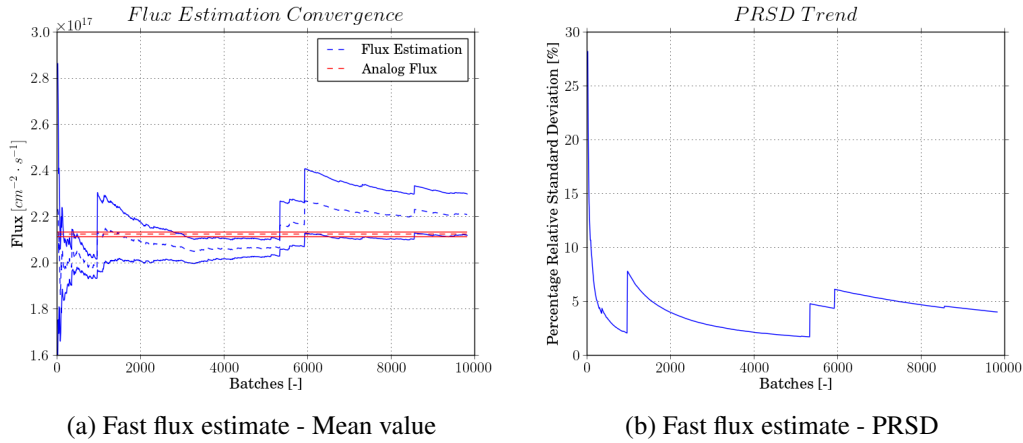 Flux Estimation Convergence
×10¹⁷
3.0
2.8
2.6
2.4
2.2
2.0
1.8
1.6
Flux [cm⁻² · s⁻¹]
Flux Estimation
Analog Flux
0 2000 4000 6000 8000 10000
Batches [-]
(a) Fast flux estimate - Mean value
PRSD Trend
30
25
20
15
10
5
0
Percentage Relative Standard Deviation [%]
0 2000 4000 6000 8000 10000
Batches [-]
(b) Fast flux estimate - PRSD